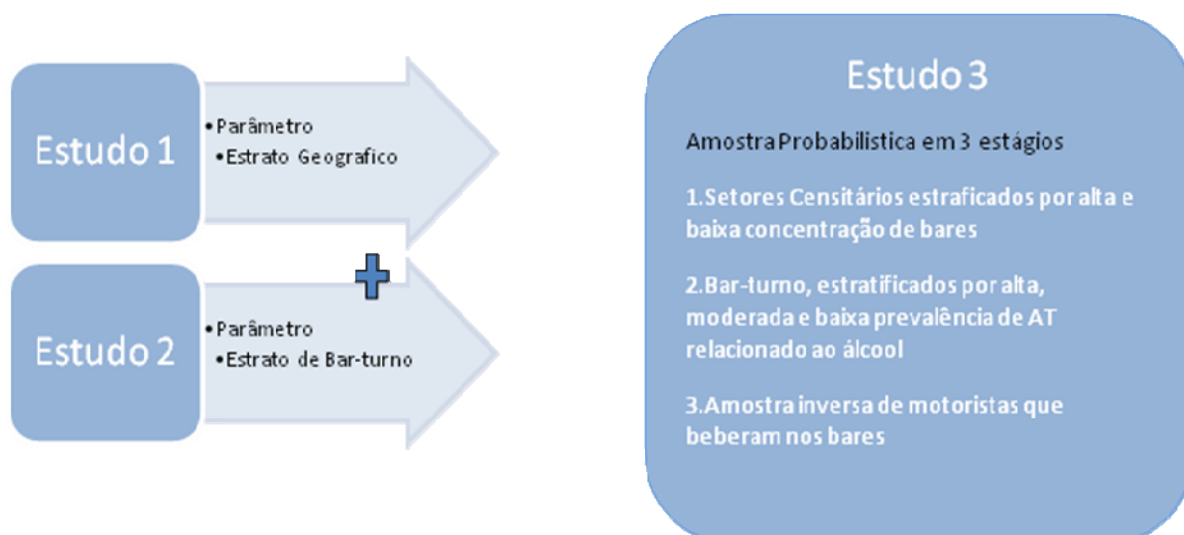 Estudo 1
•Parâmetro
•Estrato Geografico
Estudo 2
•Parâmetro
•Estrato de Bar-turno
Estudo 3
Amostra Probabilistica em 3 estágios
1.Setores Censitários estraficados por alta e
baixa concentração de bares
2.Bar-turno, estratificados por alta,
moderada e baixa prevalência de AT
relacionado ao álcool
3.Amostra inversa de motoristas que
beberam nos bares